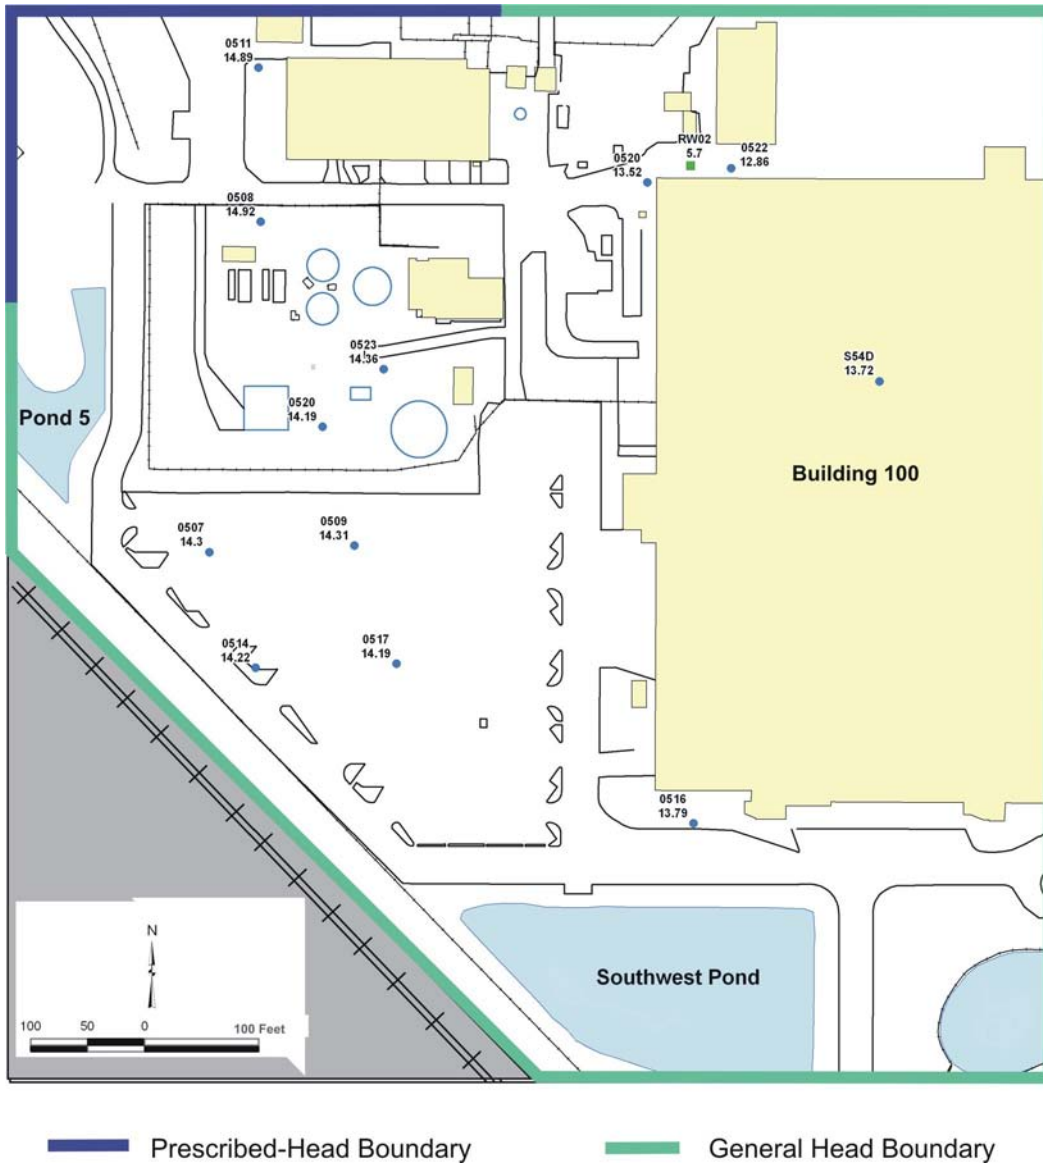 0511
14.89
RW02
5.7
0520
13.52
0522
12.86
0508
14.92
0523
14.36
S54D
13.72
0520
14.19
Pond 5
Building 100
0507
14.3
0509
14.31
0514
14.22
0517
14.19
0516
13.79
N
Southwest Pond
100 50 0 100 Feet
Prescribed-Head Boundary
General Head Boundary